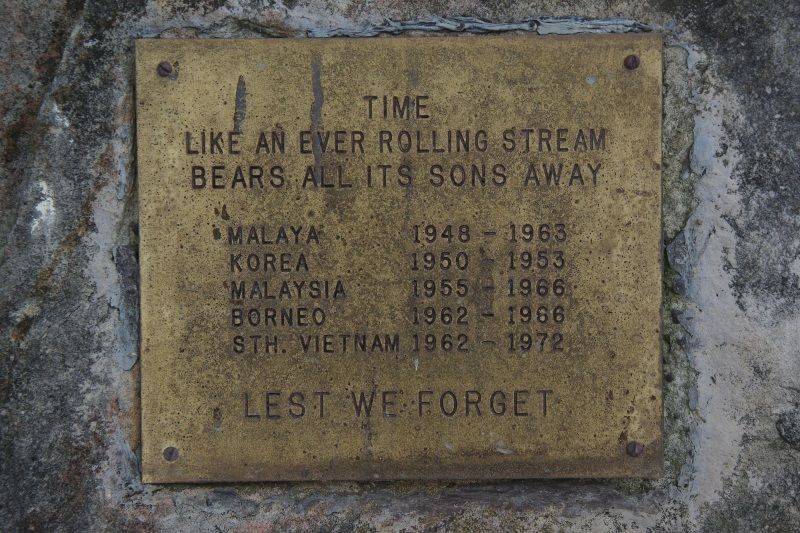 TIME
LIKE AN EVER ROLLING STREAM
BEARS ALL ITS SONS AWAY
MALAYA 1948 - 1963
KOREA 1950 - 1953
MALAYSIA 1955 - 1966
BORNEO 1962 - 1966
STH. VIETNAM 1962 - 1972
LEST WE FORGET